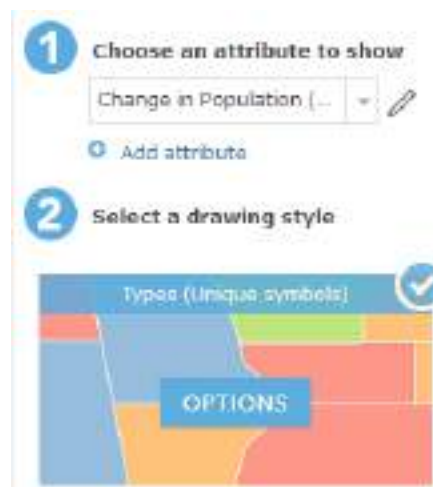 1 Choose an attribute to show
Change in Population (...
Add attribute
2 Select a drawing style
Types (Unique symbols)
OPTIONS